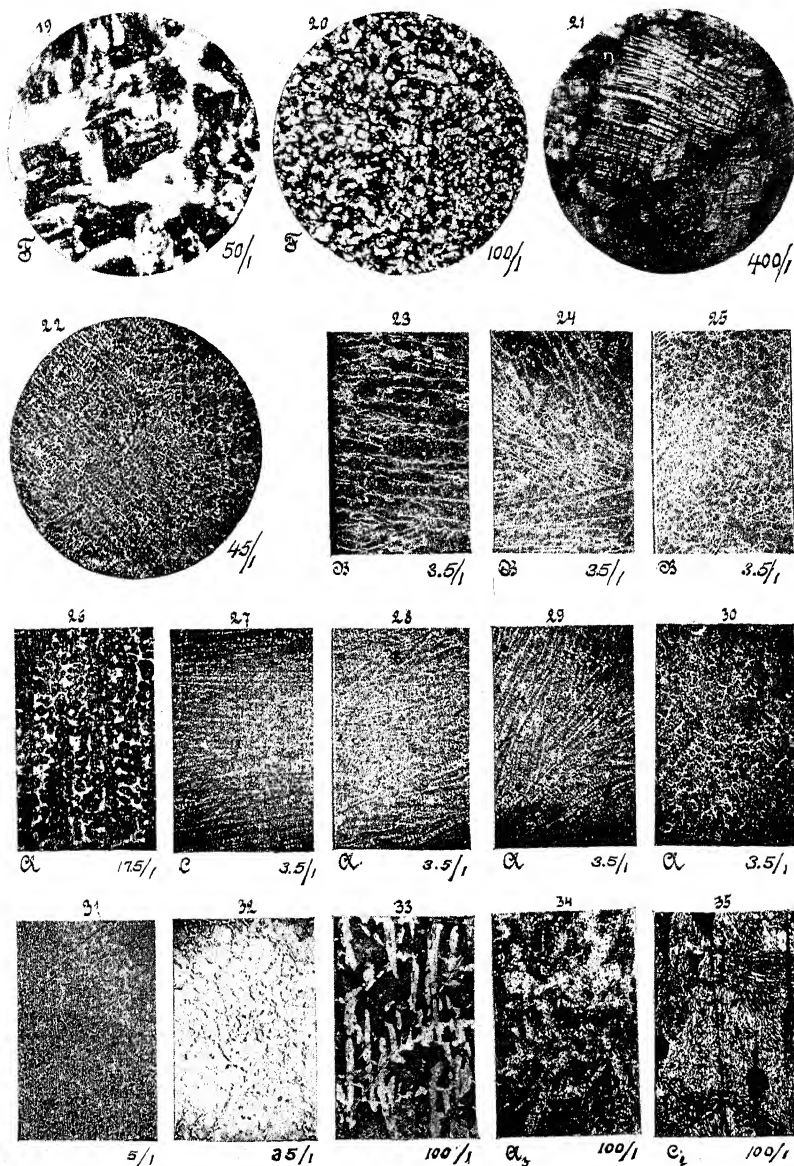 19 20 21
n
F 50/1 F 100/1 400/1
22 23 24 25
45/1 B 3.5/1 B 3.5/1 B 3.5/1
26 27 28 29 30
A 17.5/1 C 3.5/1 A 3.5/1 A 3.5/1 A 3.5/1
31 32 33 34 35
5/1 35/1 100/1 100/1 100/1